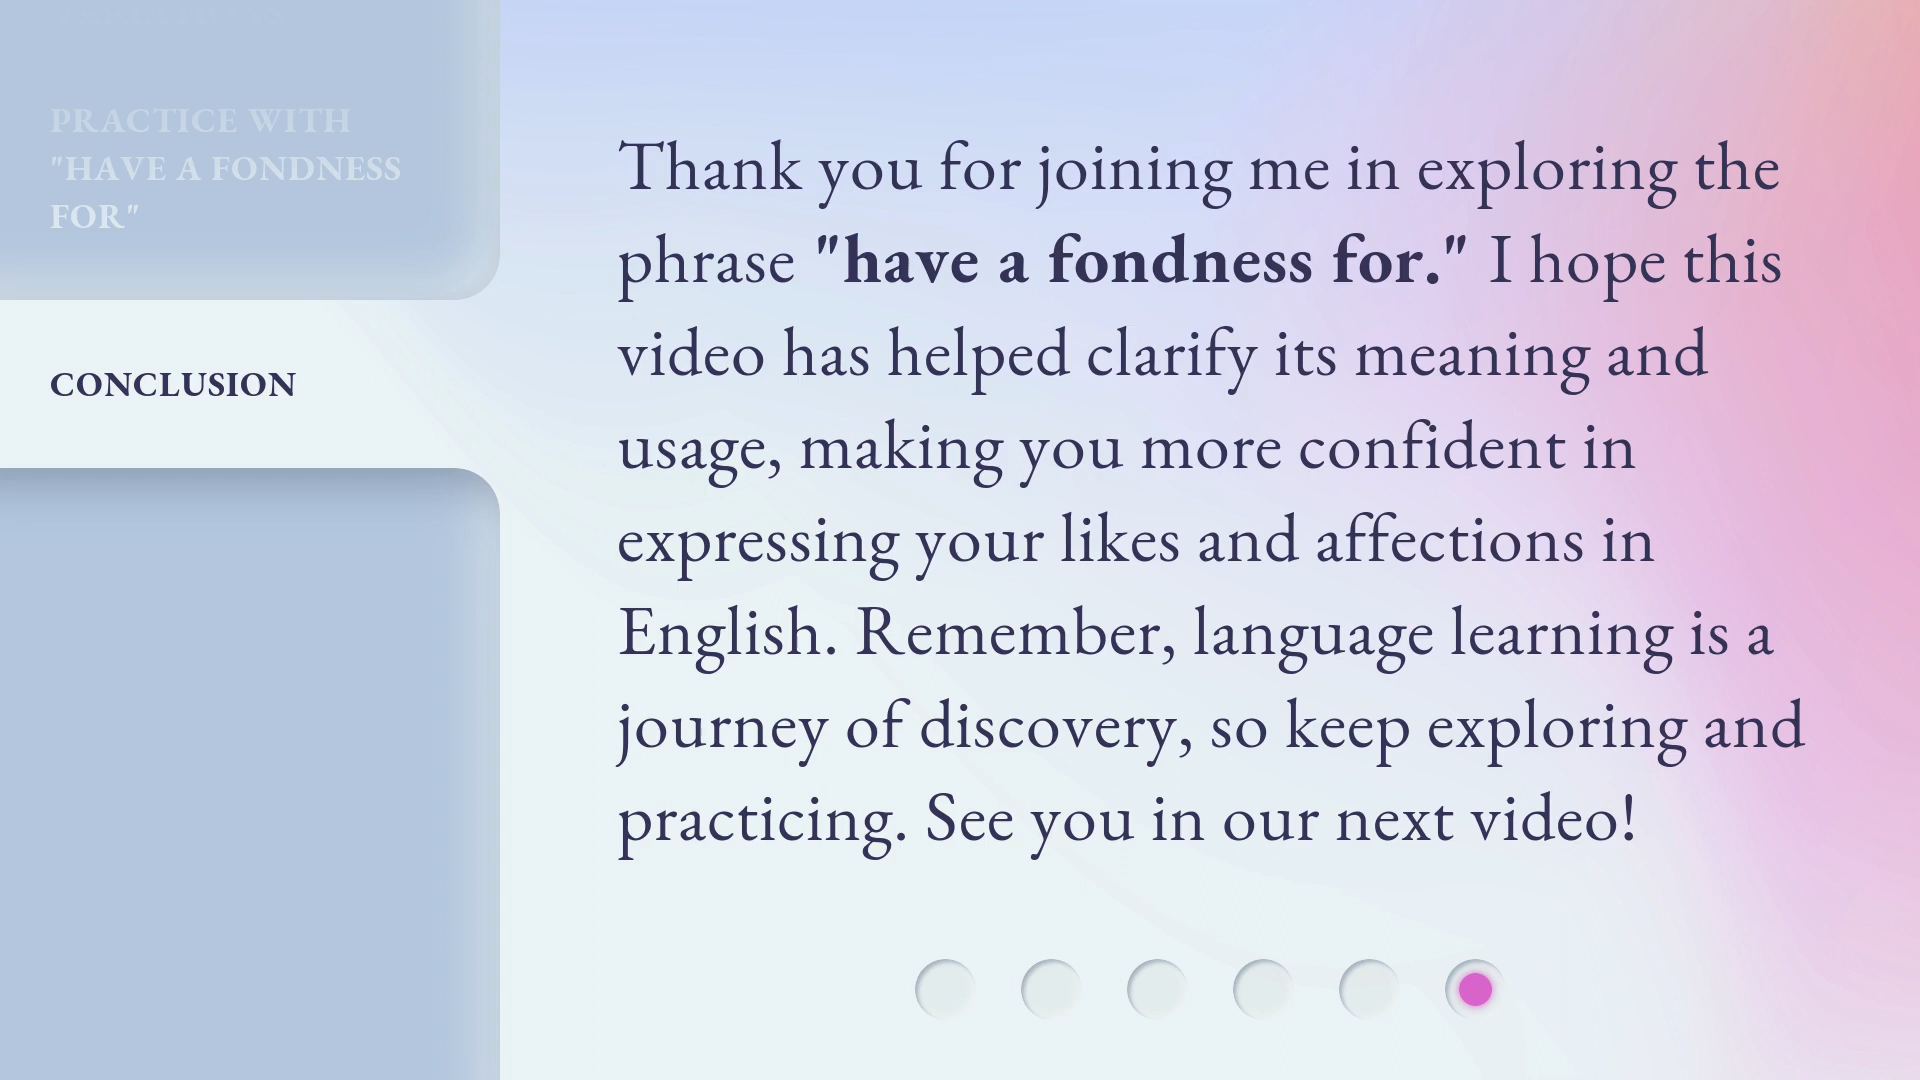 PRACTICE WITH
"HAVE A FONDNESS
FOR"
CONCLUSION
Thank you for joining me in exploring the
phrase "have a fondness for." I hope this
video has helped clarify its meaning and
usage, making you more confident in
expressing your likes and affections in
English. Remember, language learning is a
journey of discovery, so keep exploring and
practicing. See you in our next video!